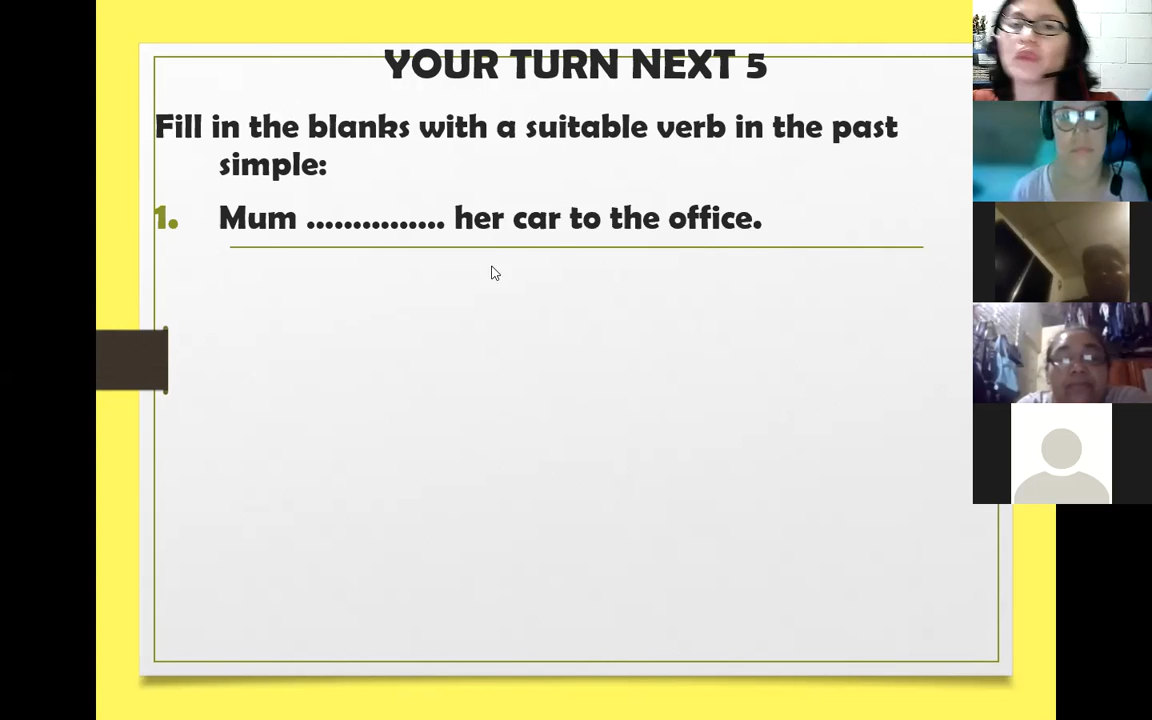 YOUR TURN NEXT 5
Fill in the blanks with a suitable verb in the past
simple:
1. Mum ............... her car to the office.